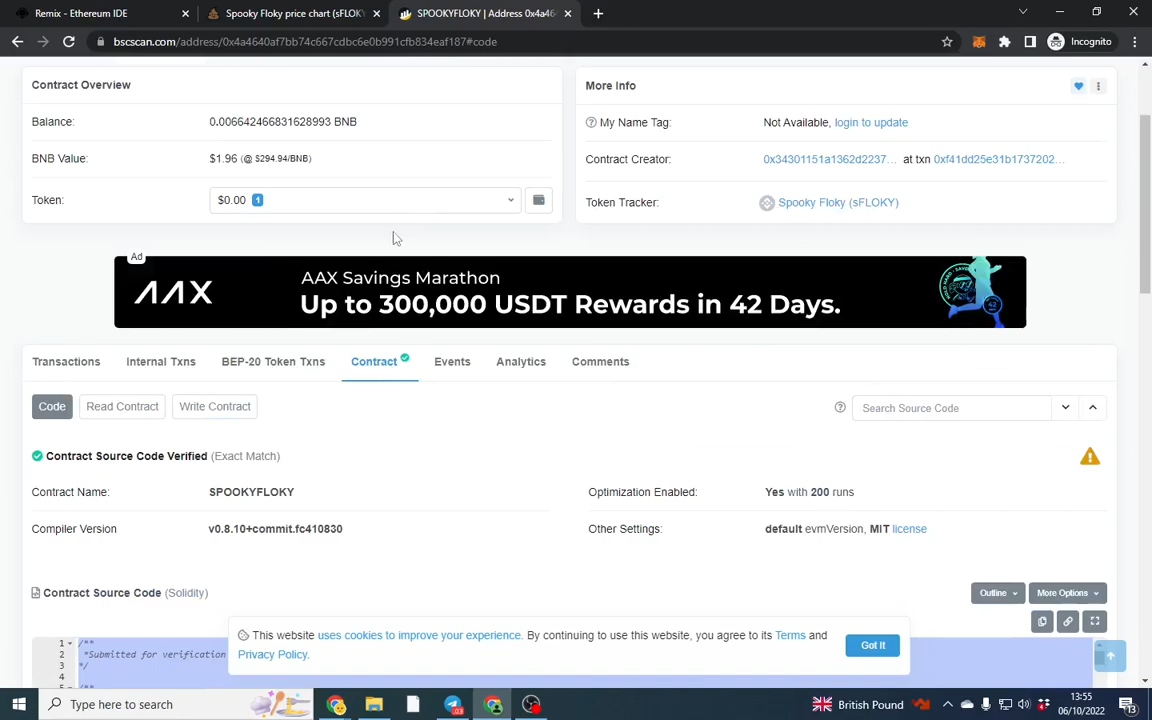 Remix - Ethereum IDE
Spooky Floky price chart (sFLOK
SPOOKYFLOKY | Address 0x4a46
bscscan.com/address/0x4a4640af7bb74c667cdbc6e0b991cfb834eaf187#code
Incognito
Contract Overview
Balance: 0.006642466831628993 BNB
BNB Value: $1.96 (@ $294.94/BNB)
Token: $0.00 1
More Info
My Name Tag: Not Available, login to update
Contract Creator: 0x34301151a1362d2237... at txn 0xf41dd25e31b1737202...
Token Tracker: Spooky Floky (sFLOKY)
Ad
AAX
AAX Savings Marathon
Up to 300,000 USDT Rewards in 42 Days.
Transactions Internal Txns BEP-20 Token Txns Contract Events Analytics Comments
Code Read Contract Write Contract
Search Source Code
Contract Source Code Verified (Exact Match)
Contract Name: SPOOKYFLOKY
Optimization Enabled: Yes with 200 runs
Compiler Version v0.8.10+commit.fc410830
Other Settings: default evmVersion, MIT license
Contract Source Code (Solidity)
Outline More Options
1 /**
2 *Submitted for verification
3 */
4
This website uses cookies to improve your experience. By continuing to use this website, you agree to its Terms and
Privacy Policy.
Got It
Type here to search
British Pound
13:55
06/10/2022
13